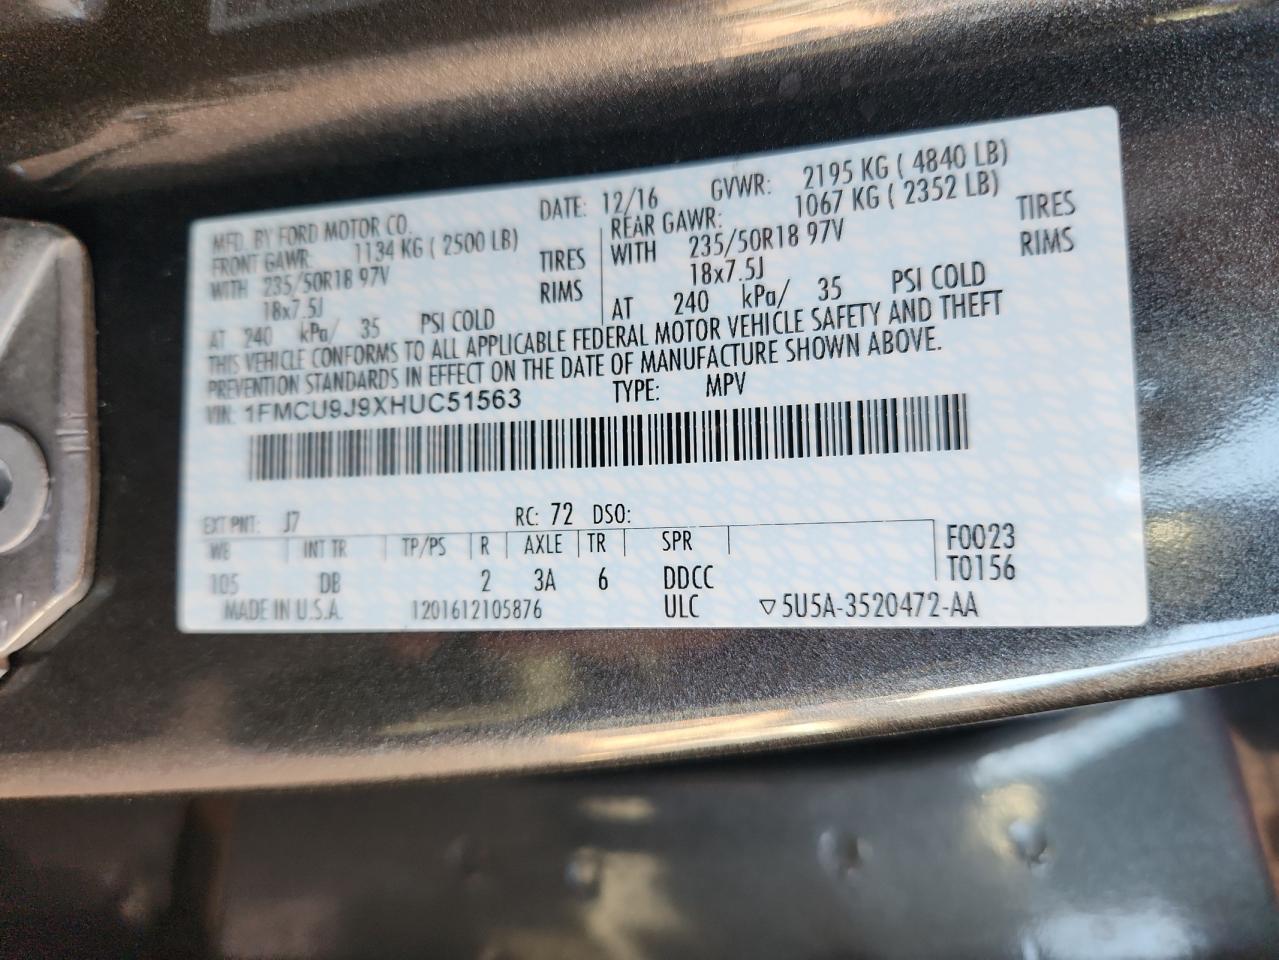 MFD. BY FORD MOTOR CO. DATE: 12/16 GVWR: 2195 KG ( 4840 LB)
FRONT GAWR: 1134 KG ( 2500 LB) REAR GAWR: 1067 KG ( 2352 LB)
WITH 235/50R18 97V TIRES WITH 235/50R18 97V TIRES
18x7.5J RIMS 18x7.5J RIMS
AT 240 kPa/ 35 PSI COLD AT 240 kPa/ 35 PSI COLD
THIS VEHICLE CONFORMS TO ALL APPLICABLE FEDERAL MOTOR VEHICLE SAFETY AND THEFT
PREVENTION STANDARDS IN EFFECT ON THE DATE OF MANUFACTURE SHOWN ABOVE.
VIN: 1FMCU9J9XHUC51563 TYPE: MPV
EXT PNT: J7 RC: 72 DSO:
WB INT TR TP/PS R AXLE TR SPR F0023
105 DB 2 3A 6 DDCC T0156
MADE IN U.S.A. 1201612105876 ULC ▽5U5A-3520472-AA